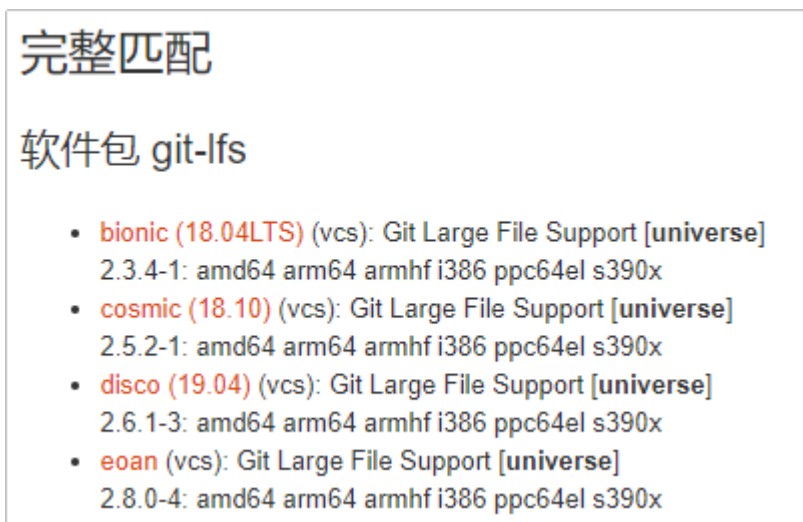 完整匹配
软件包 git-lfs
• bionic (18.04LTS) (vcs): Git Large File Support [universe]
2.3.4-1: amd64 arm64 armhf i386 ppc64el s390x
• cosmic (18.10) (vcs): Git Large File Support [universe]
2.5.2-1: amd64 arm64 armhf i386 ppc64el s390x
• disco (19.04) (vcs): Git Large File Support [universe]
2.6.1-3: amd64 arm64 armhf i386 ppc64el s390x
• eoan (vcs): Git Large File Support [universe]
2.8.0-4: amd64 arm64 armhf i386 ppc64el s390x